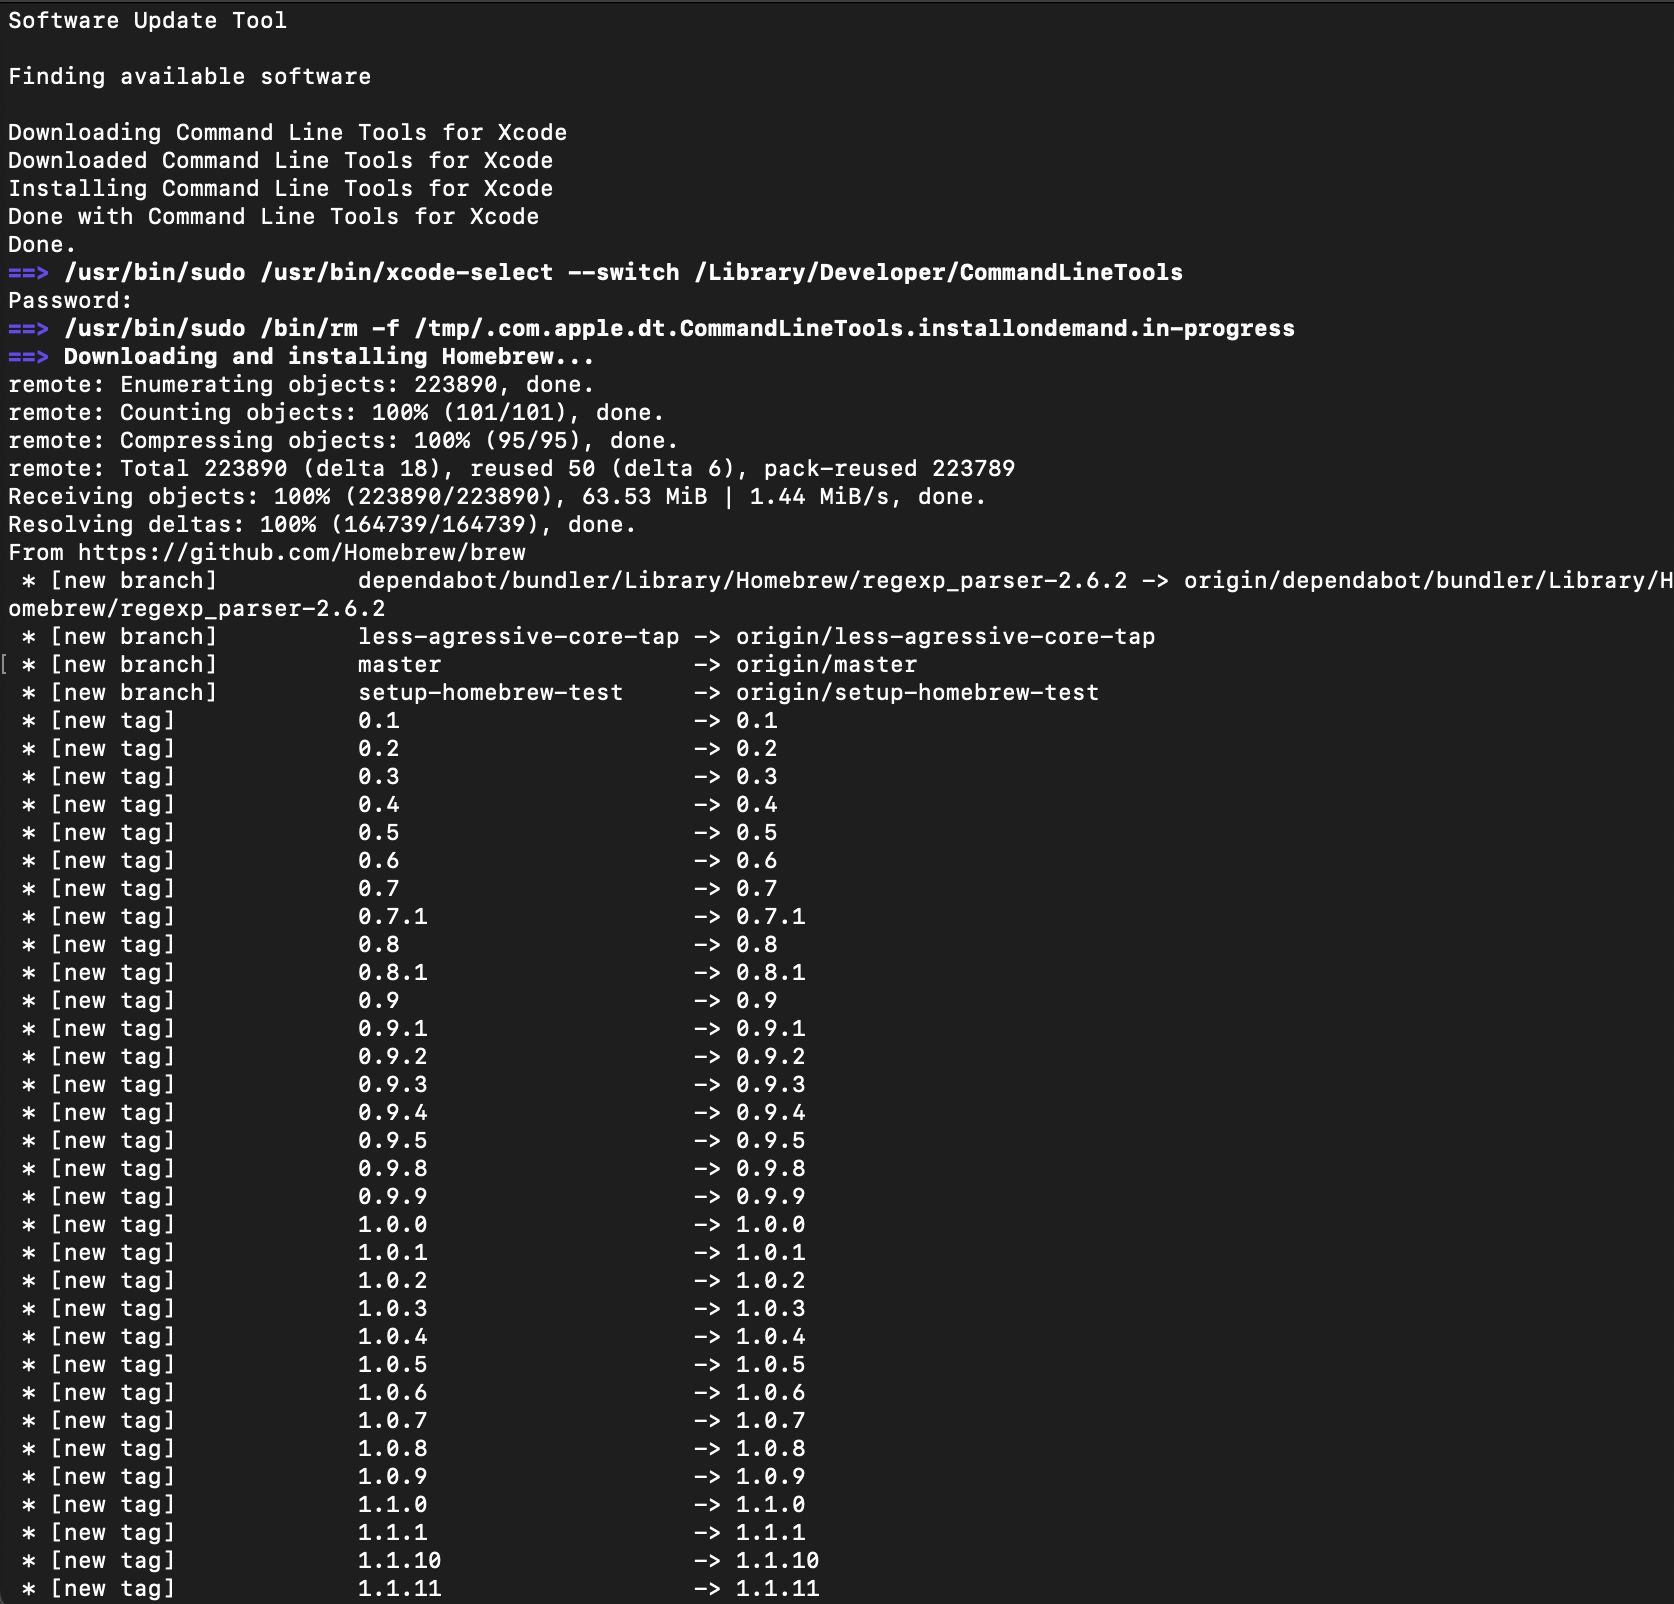 Software Update Tool
Finding available software
Downloading Command Line Tools for Xcode
Downloaded Command Line Tools for Xcode
Installing Command Line Tools for Xcode
Done with Command Line Tools for Xcode
Done.
==> /usr/bin/sudo /usr/bin/xcode-select --switch /Library/Developer/CommandLineTools
Password:
==> /usr/bin/sudo /bin/rm -f /tmp/.com.apple.dt.CommandLineTools.installondemand.in-progress
==> Downloading and installing Homebrew...
remote: Enumerating objects: 223890, done.
remote: Counting objects: 100% (101/101), done.
remote: Compressing objects: 100% (95/95), done.
remote: Total 223890 (delta 18), reused 50 (delta 6), pack-reused 223789
Receiving objects: 100% (223890/223890), 63.53 MiB | 1.44 MiB/s, done.
Resolving deltas: 100% (164739/164739), done.
From https://github.com/Homebrew/brew
 * [new branch]          dependabot/bundler/Library/Homebrew/regexp_parser-2.6.2 -> origin/dependabot/bundler/Library/H
omebrew/regexp_parser-2.6.2
 * [new branch]          less-agressive-core-tap -> origin/less-agressive-core-tap
[ * [new branch]          master                  -> origin/master
 * [new branch]          setup-homebrew-test     -> origin/setup-homebrew-test
 * [new tag]             0.1                     -> 0.1
 * [new tag]             0.2                     -> 0.2
 * [new tag]             0.3                     -> 0.3
 * [new tag]             0.4                     -> 0.4
 * [new tag]             0.5                     -> 0.5
 * [new tag]             0.6                     -> 0.6
 * [new tag]             0.7                     -> 0.7
 * [new tag]             0.7.1                   -> 0.7.1
 * [new tag]             0.8                     -> 0.8
 * [new tag]             0.8.1                   -> 0.8.1
 * [new tag]             0.9                     -> 0.9
 * [new tag]             0.9.1                   -> 0.9.1
 * [new tag]             0.9.2                   -> 0.9.2
 * [new tag]             0.9.3                   -> 0.9.3
 * [new tag]             0.9.4                   -> 0.9.4
 * [new tag]             0.9.5                   -> 0.9.5
 * [new tag]             0.9.8                   -> 0.9.8
 * [new tag]             0.9.9                   -> 0.9.9
 * [new tag]             1.0.0                   -> 1.0.0
 * [new tag]             1.0.1                   -> 1.0.1
 * [new tag]             1.0.2                   -> 1.0.2
 * [new tag]             1.0.3                   -> 1.0.3
 * [new tag]             1.0.4                   -> 1.0.4
 * [new tag]             1.0.5                   -> 1.0.5
 * [new tag]             1.0.6                   -> 1.0.6
 * [new tag]             1.0.7                   -> 1.0.7
 * [new tag]             1.0.8                   -> 1.0.8
 * [new tag]             1.0.9                   -> 1.0.9
 * [new tag]             1.1.0                   -> 1.1.0
 * [new tag]             1.1.1                   -> 1.1.1
 * [new tag]             1.1.10                  -> 1.1.10
 * [new tag]             1.1.11                  -> 1.1.11